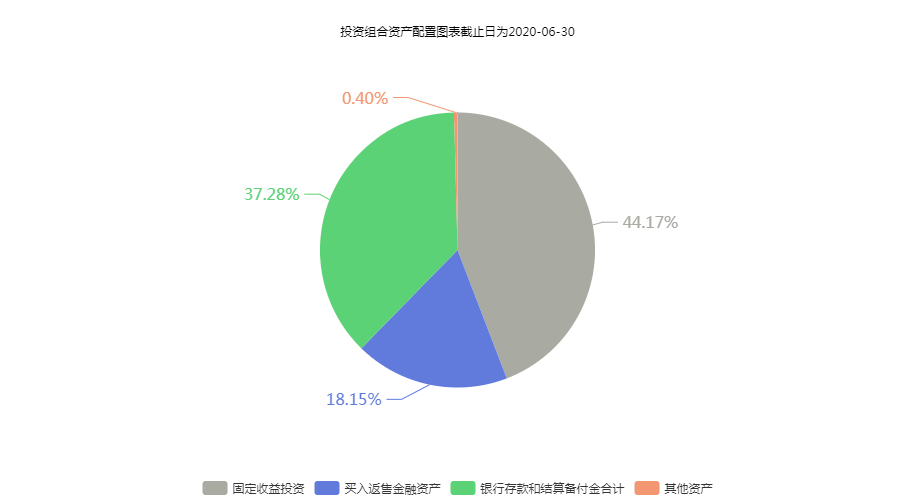 投资组合资产配置图表截止日为2020-06-30
0.40%
37.28%
44.17%
18.15%
固定收益投资 买入返售金融资产 银行存款和结算备付金合计 其他资产